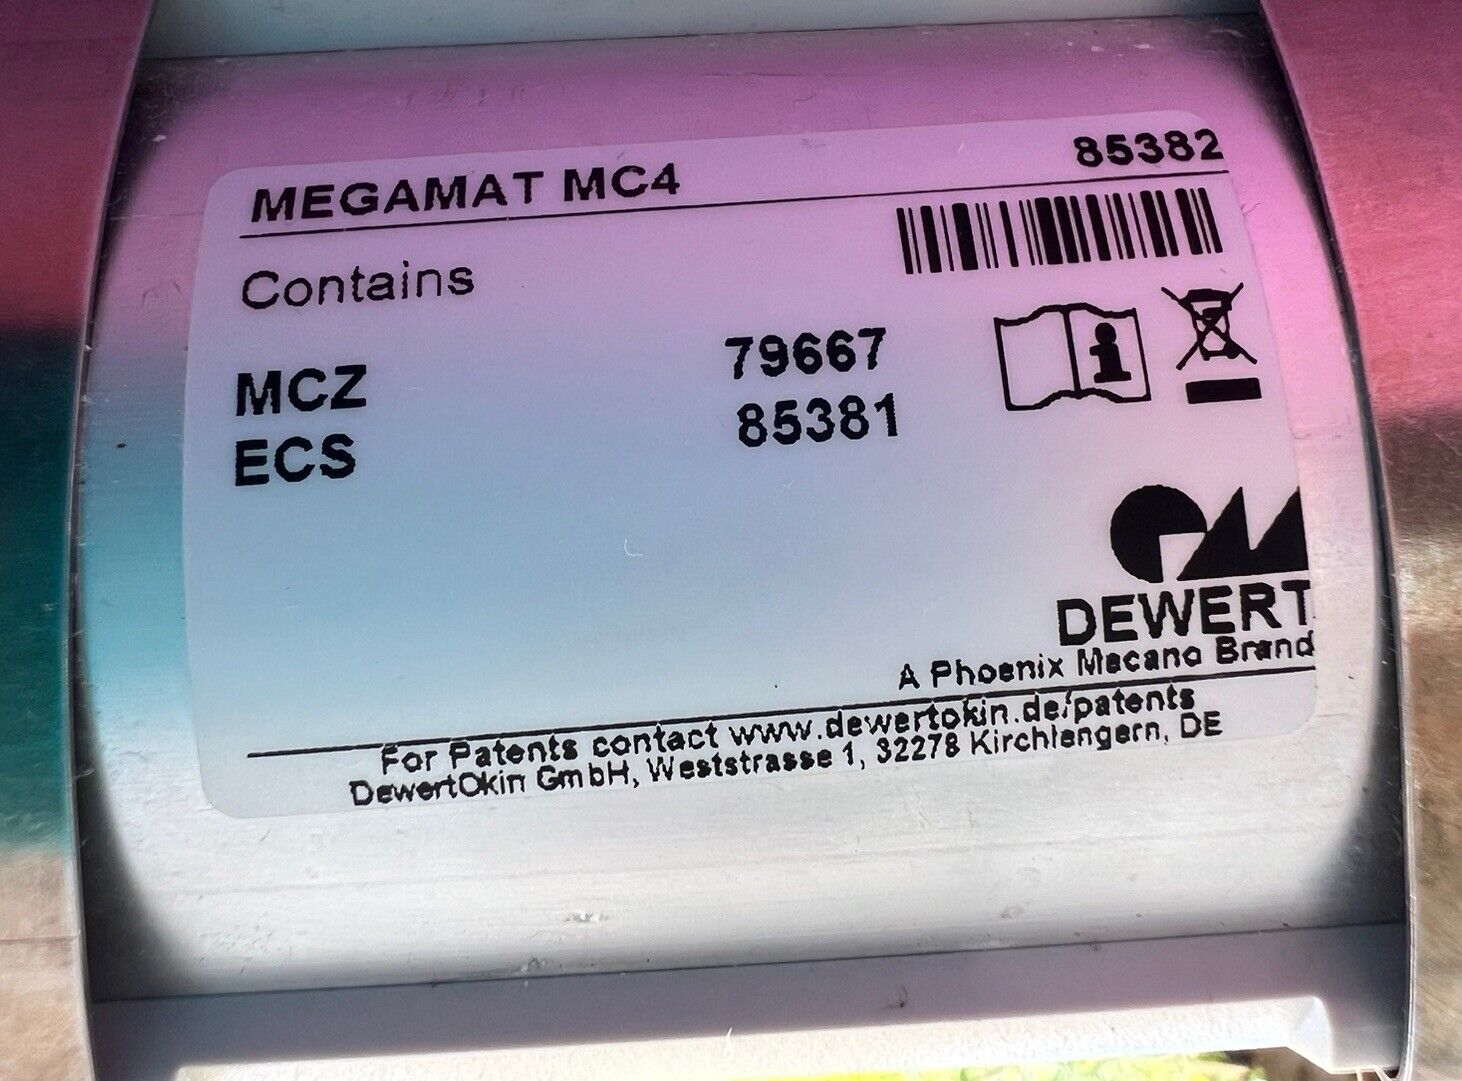 MEGAMAT MC4 85382
Contains
MCZ 79667
ECS 85381
DEWERT
A Phoenix Mecano Brand
For Patents contact www.dewertokin.de/patents
DewertOkin GmbH, Weststrasse 1, 32278 Kirchlengern, DE